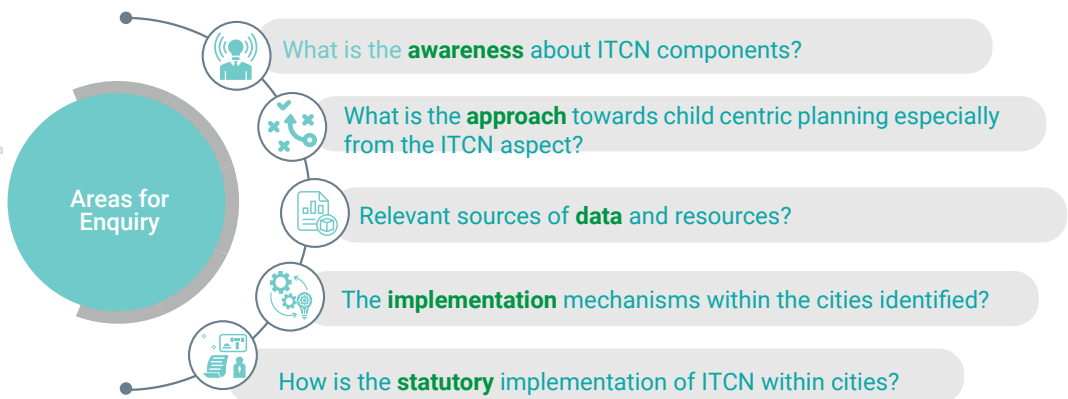 What is the awareness about ITCN components?
What is the approach towards child centric planning especially
from the ITCN aspect?
Areas for
Enquiry
Relevant sources of data and resources?
The implementation mechanisms within the cities identified?
How is the statutory implementation of ITCN within cities?